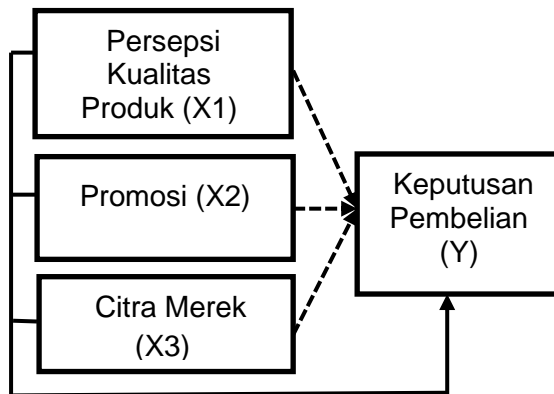 Persepsi
Kualitas
Produk (X1)
Promosi (X2)
Keputusan
Pembelian
(Y)
Citra Merek
(X3)